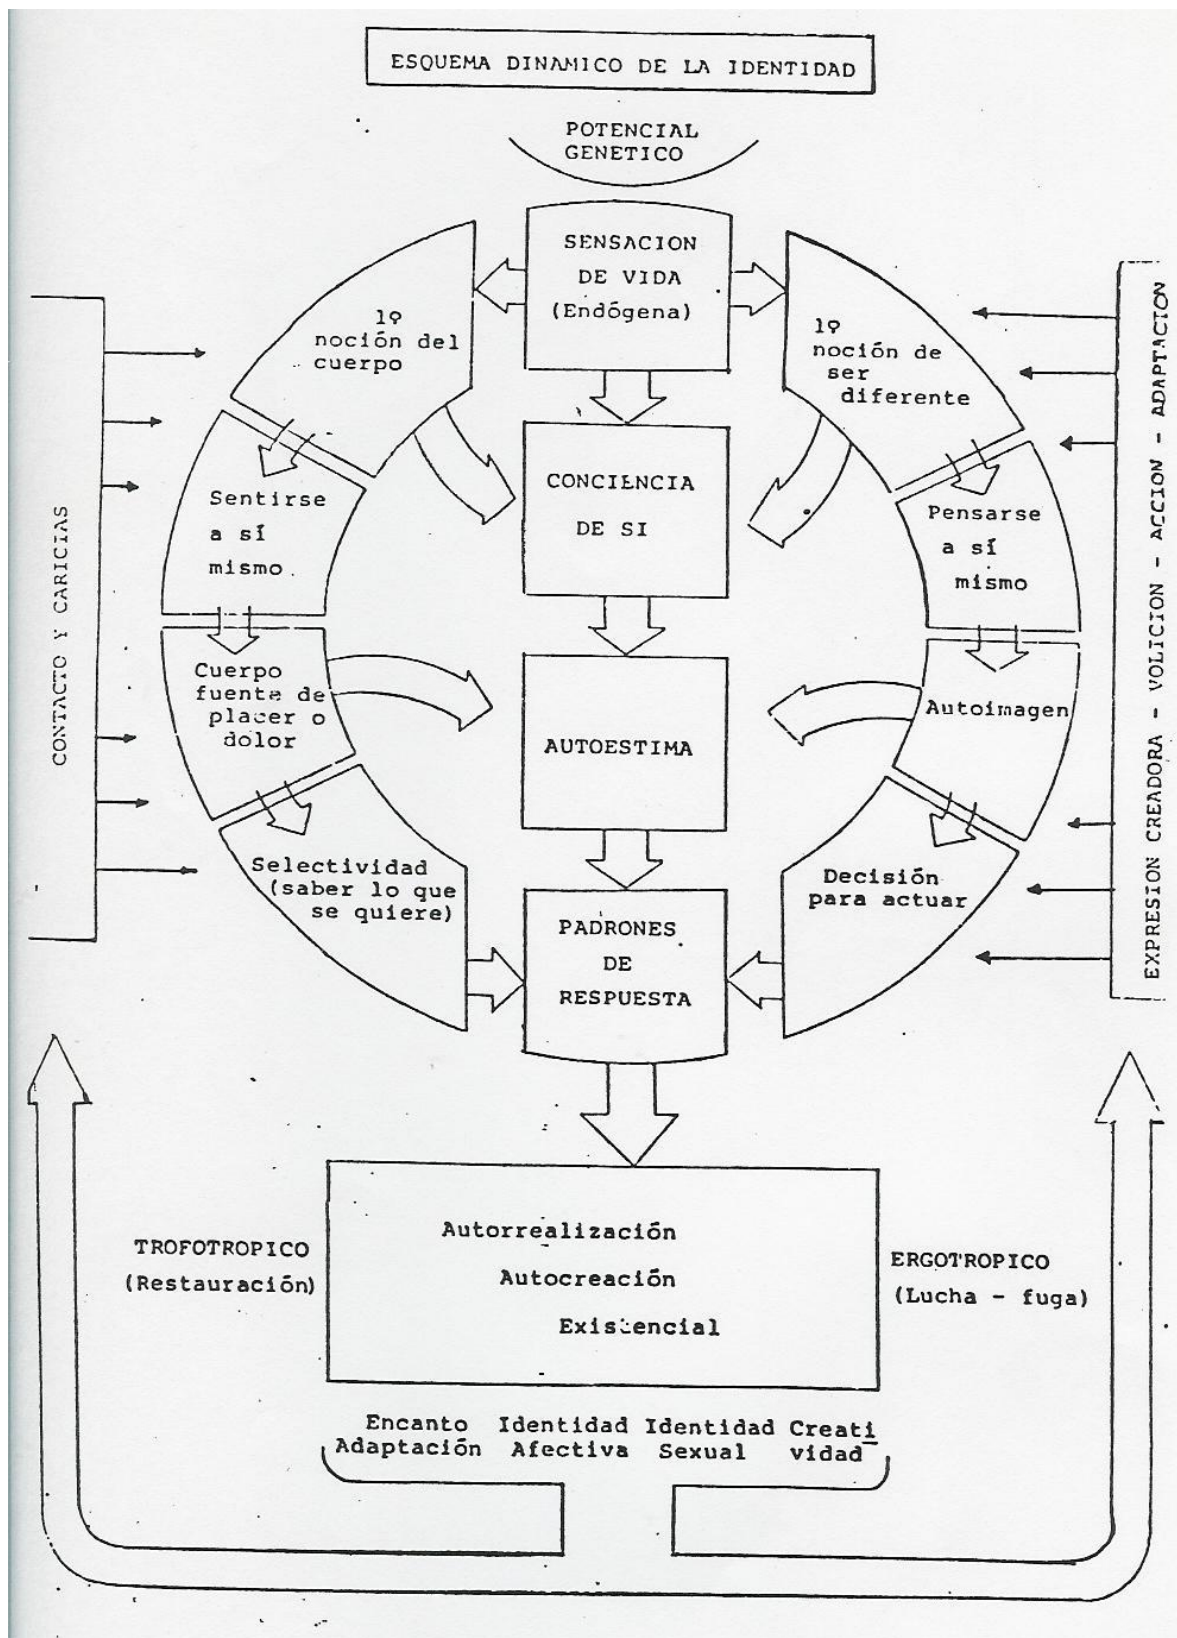 ESQUEMA DINAMICO DE LA IDENTIDAD
POTENCIAL
GENETICO
SENSACION
DE VIDA
(Endógena)
1º
noción del
cuerpo
1º
noción de
ser
diferente
CONCIENCIA
DE SI
Sentirse
a sí
mismo
Pensarse
a sí
mismo
Cuerpo
fuente de
placer o
dolor
AUTOESTIMA
Autoimagen
Selectividad
(saber lo que
se quiere)
PADRONES
DE
RESPUESTA
Decisión
para actuar
CONTACTO Y CARICIAS
EXPRESION CREADORA - VOLICION - ACCION - ADAPTACION
TROFOTROPICO
(Restauración)
Autorrealización
Autocreación
Existencial
ERGOTROPICO
(Lucha - fuga)
Encanto Identidad Identidad Creati
Adaptación Afectiva Sexual vidad